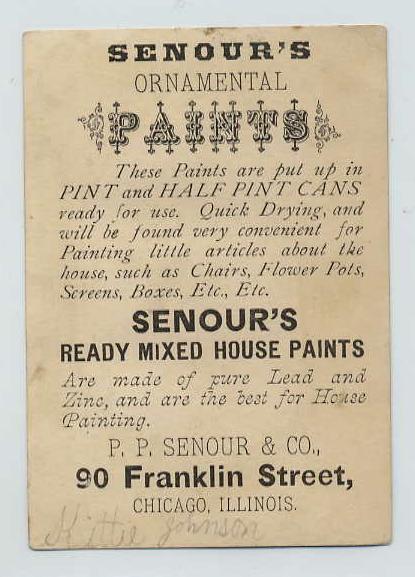 SENOUR'S
ORNAMENTAL
PAINTS
These Paints are put up in
PINT and HALF PINT CANS
ready for use. Quick Drying, and
will be found very convenient for
Painting little articles about the
house, such as Chairs, Flower Pots,
Screens, Boxes, Etc., Etc.
SENOUR'S
READY MIXED HOUSE PAINTS
Are made of pure Lead and
Zinc, and are the best for House
Painting.
P. P. SENOUR & CO.,
90 Franklin Street,
CHICAGO, ILLINOIS.
Kittie Johnson